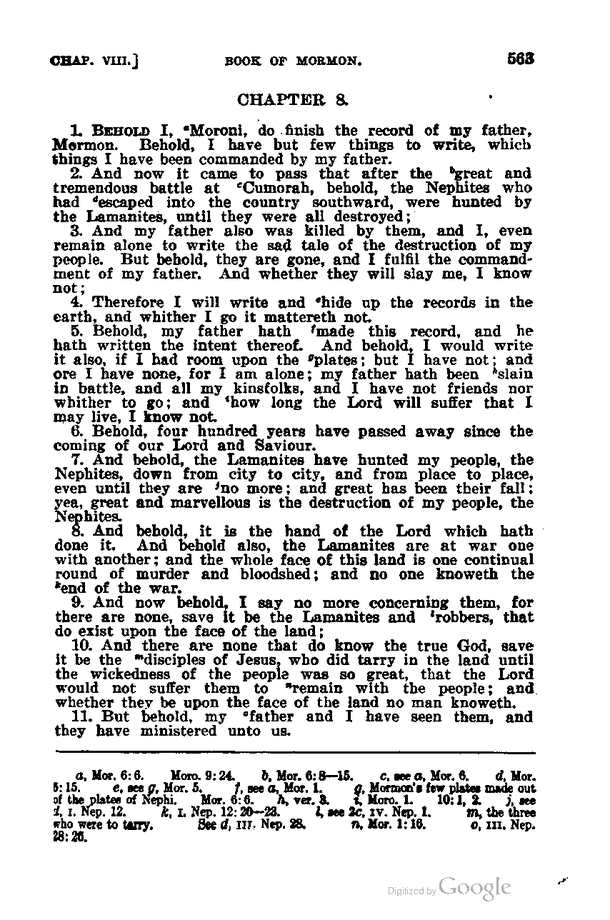 CHAP. VIII.] BOOK OF MORMON. 563
CHAPTER 8.
1. BEHOLD I, ᵃMoroni, do finish the record of my father,
Mormon. Behold, I have but few things to write, which
things I have been commanded by my father.
2. And now it came to pass that after the ᵇgreat and
tremendous battle at ᶜCumorah, behold, the Nephites who
had ᵈescaped into the country southward, were hunted by
the Lamanites, until they were all destroyed;
3. And my father also was killed by them, and I, even
remain alone to write the sad tale of the destruction of my
people. But behold, they are gone, and I fulfil the command-
ment of my father. And whether they will slay me, I know
not;
4. Therefore I will write and ᵉhide up the records in the
earth, and whither I go it mattereth not.
5. Behold, my father hath ᶠmade this record, and he
hath written the intent thereof. And behold, I would write
it also, if I had room upon the ᵍplates; but I have not; and
ore I have none, for I am alone; my father hath been ʰslain
in battle, and all my kinsfolks, and I have not friends nor
whither to go; and ⁱhow long the Lord will suffer that I
may live, I know not.
6. Behold, four hundred years have passed away since the
coming of our Lord and Saviour.
7. And behold, the Lamanites have hunted my people, the
Nephites, down from city to city, and from place to place,
even until they are ʲno more; and great has been their fall;
yea, great and marvellous is the destruction of my people, the
Nephites.
8. And behold, it is the hand of the Lord which hath
done it. And behold also, the Lamanites are at war one
with another; and the whole face of this land is one continual
round of murder and bloodshed; and no one knoweth the
ᵏend of the war.
9. And now behold, I say no more concerning them, for
there are none, save it be the Lamanites and ˡrobbers, that
do exist upon the face of the land;
10. And there are none that do know the true God, save
it be the ᵐdisciples of Jesus, who did tarry in the land until
the wickedness of the people was so great, that the Lord
would not suffer them to ⁿremain with the people; and
whether they be upon the face of the land no man knoweth.
11. But behold, my ᵒfather and I have seen them, and
they have ministered unto us.
a, Mor. 6:6. Moro. 9:24. b, Mor. 6:8—15. c, see a, Mor. 6. d, Mor.
6:15. e, see g, Mor. 5. f, see a, Mor. 1. g, Mormon's few plates made out
of the plates of Nephi. Mor. 6:6. h, ver. 3. i, Moro. 1. 10:1, 2. j, see
d, I. Nep. 12. k, I. Nep. 12:20—23. l, see 2c, IV. Nep. 1. m, the three
who were to tarry. See d, III. Nep. 28. n, Mor. 1:16. o, III. Nep.
28:26.
Digitized by Google